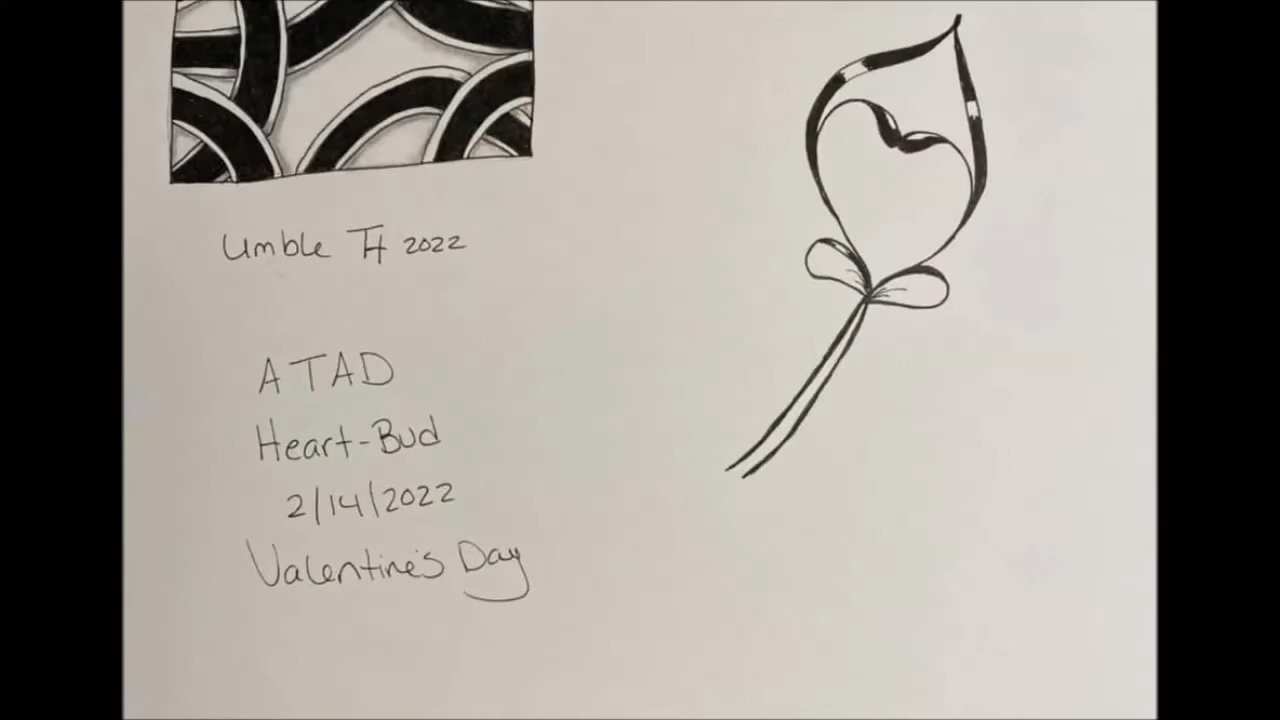 Umble TH 2022
ATAD
Heart-Bud
2/14/2022
Valentine's Day